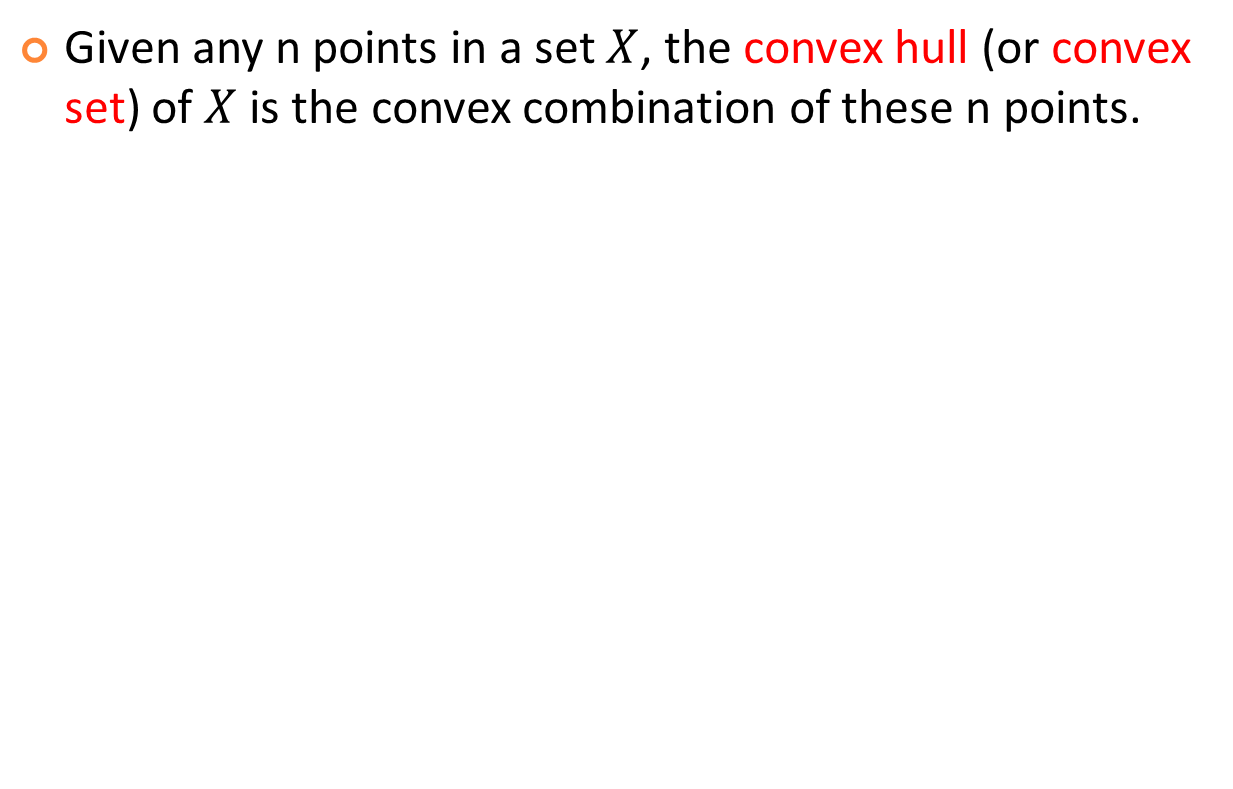 Given any n points in a set X, the convex hull (or convex
set) of X is the convex combination of these n points.